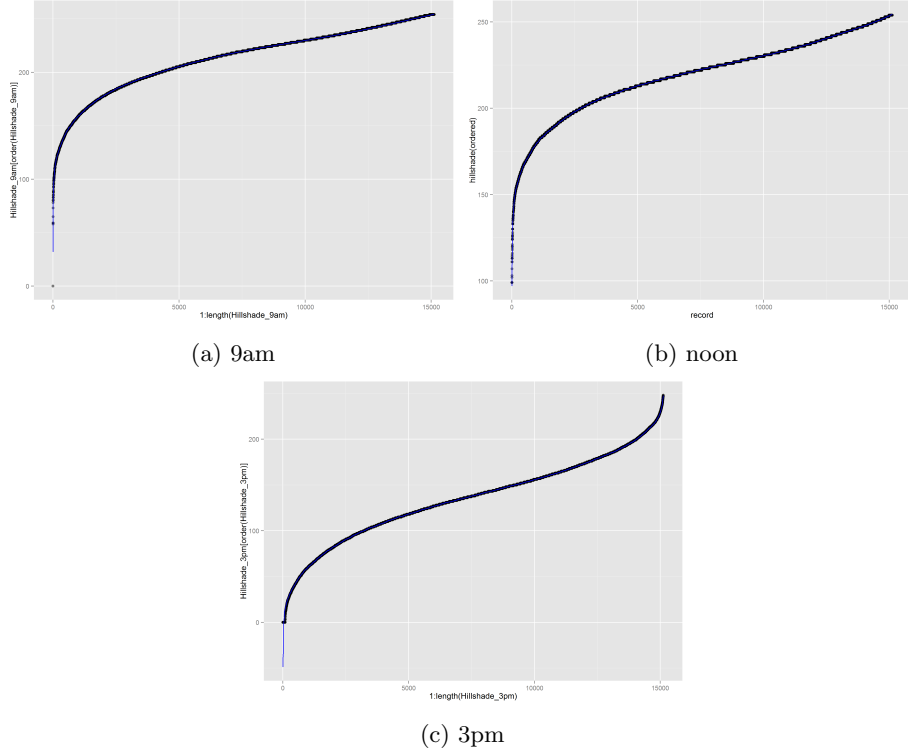 200
100
0
Hillshade_9am[order(Hillshade_9am)]
0
5000
10000
15000
1:length(Hillshade_9am)
(a) 9am
250
200
150
100
hillshade(ordered)
0
5000
10000
15000
record
(b) noon
200
100
0
Hillshade_3pm[order(Hillshade_3pm)]
0
5000
10000
15000
1:length(Hillshade_3pm)
(c) 3pm